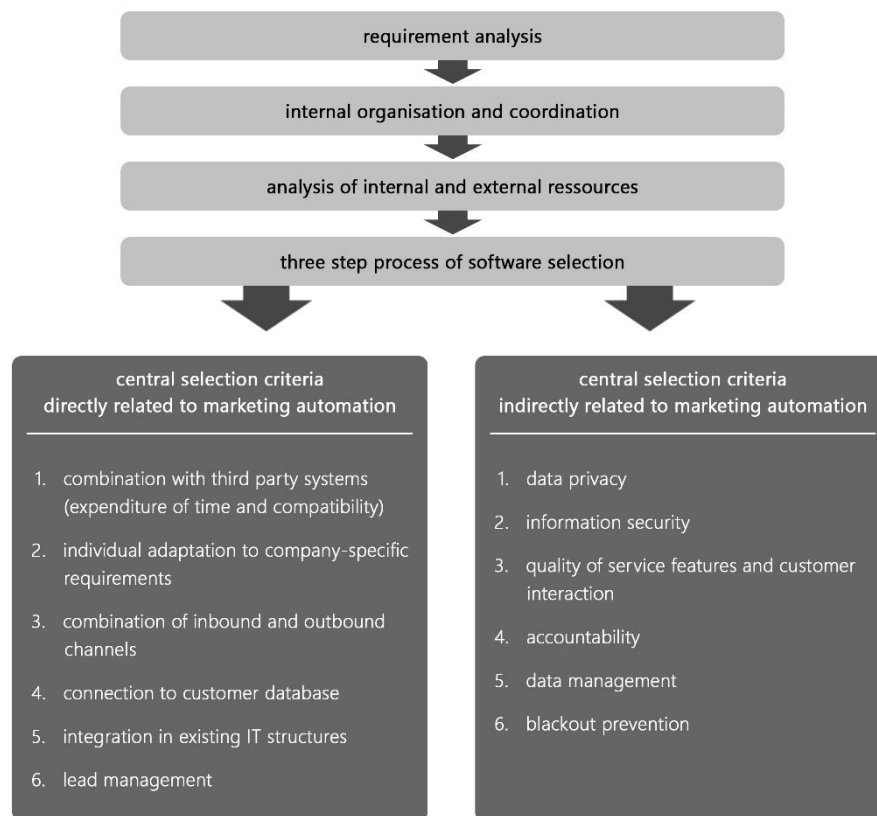 requirement analysis
internal organisation and coordination
analysis of internal and external ressources
three step process of software selection
central selection criteria
directly related to marketing automation
1. combination with third party systems
(expenditure of time and compatibility)
2. individual adaptation to company-specific
requirements
3. combination of inbound and outbound
channels
4. connection to customer database
5. integration in existing IT structures
6. lead management
central selection criteria
indirectly related to marketing automation
1. data privacy
2. information security
3. quality of service features and customer
interaction
4. accountability
5. data management
6. blackout prevention